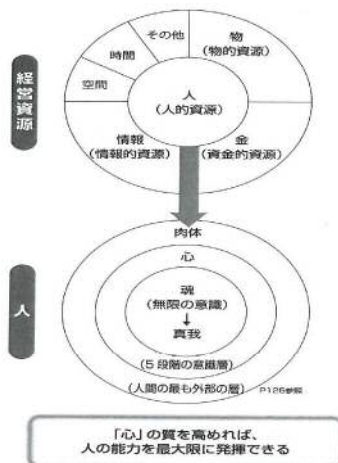 経営資源
その他
物
(物的資源)
時間
空間
人
(人的資源)
情報
(情報的資源)
金
(資金的資源)
人
肉体
心
魂
(無限の意識)
↓
真我
(5段階の意識層)
(人間の最も外部の層)
P126参照
「心」の質を高めれば、
人の能力を最大限に発揮できる